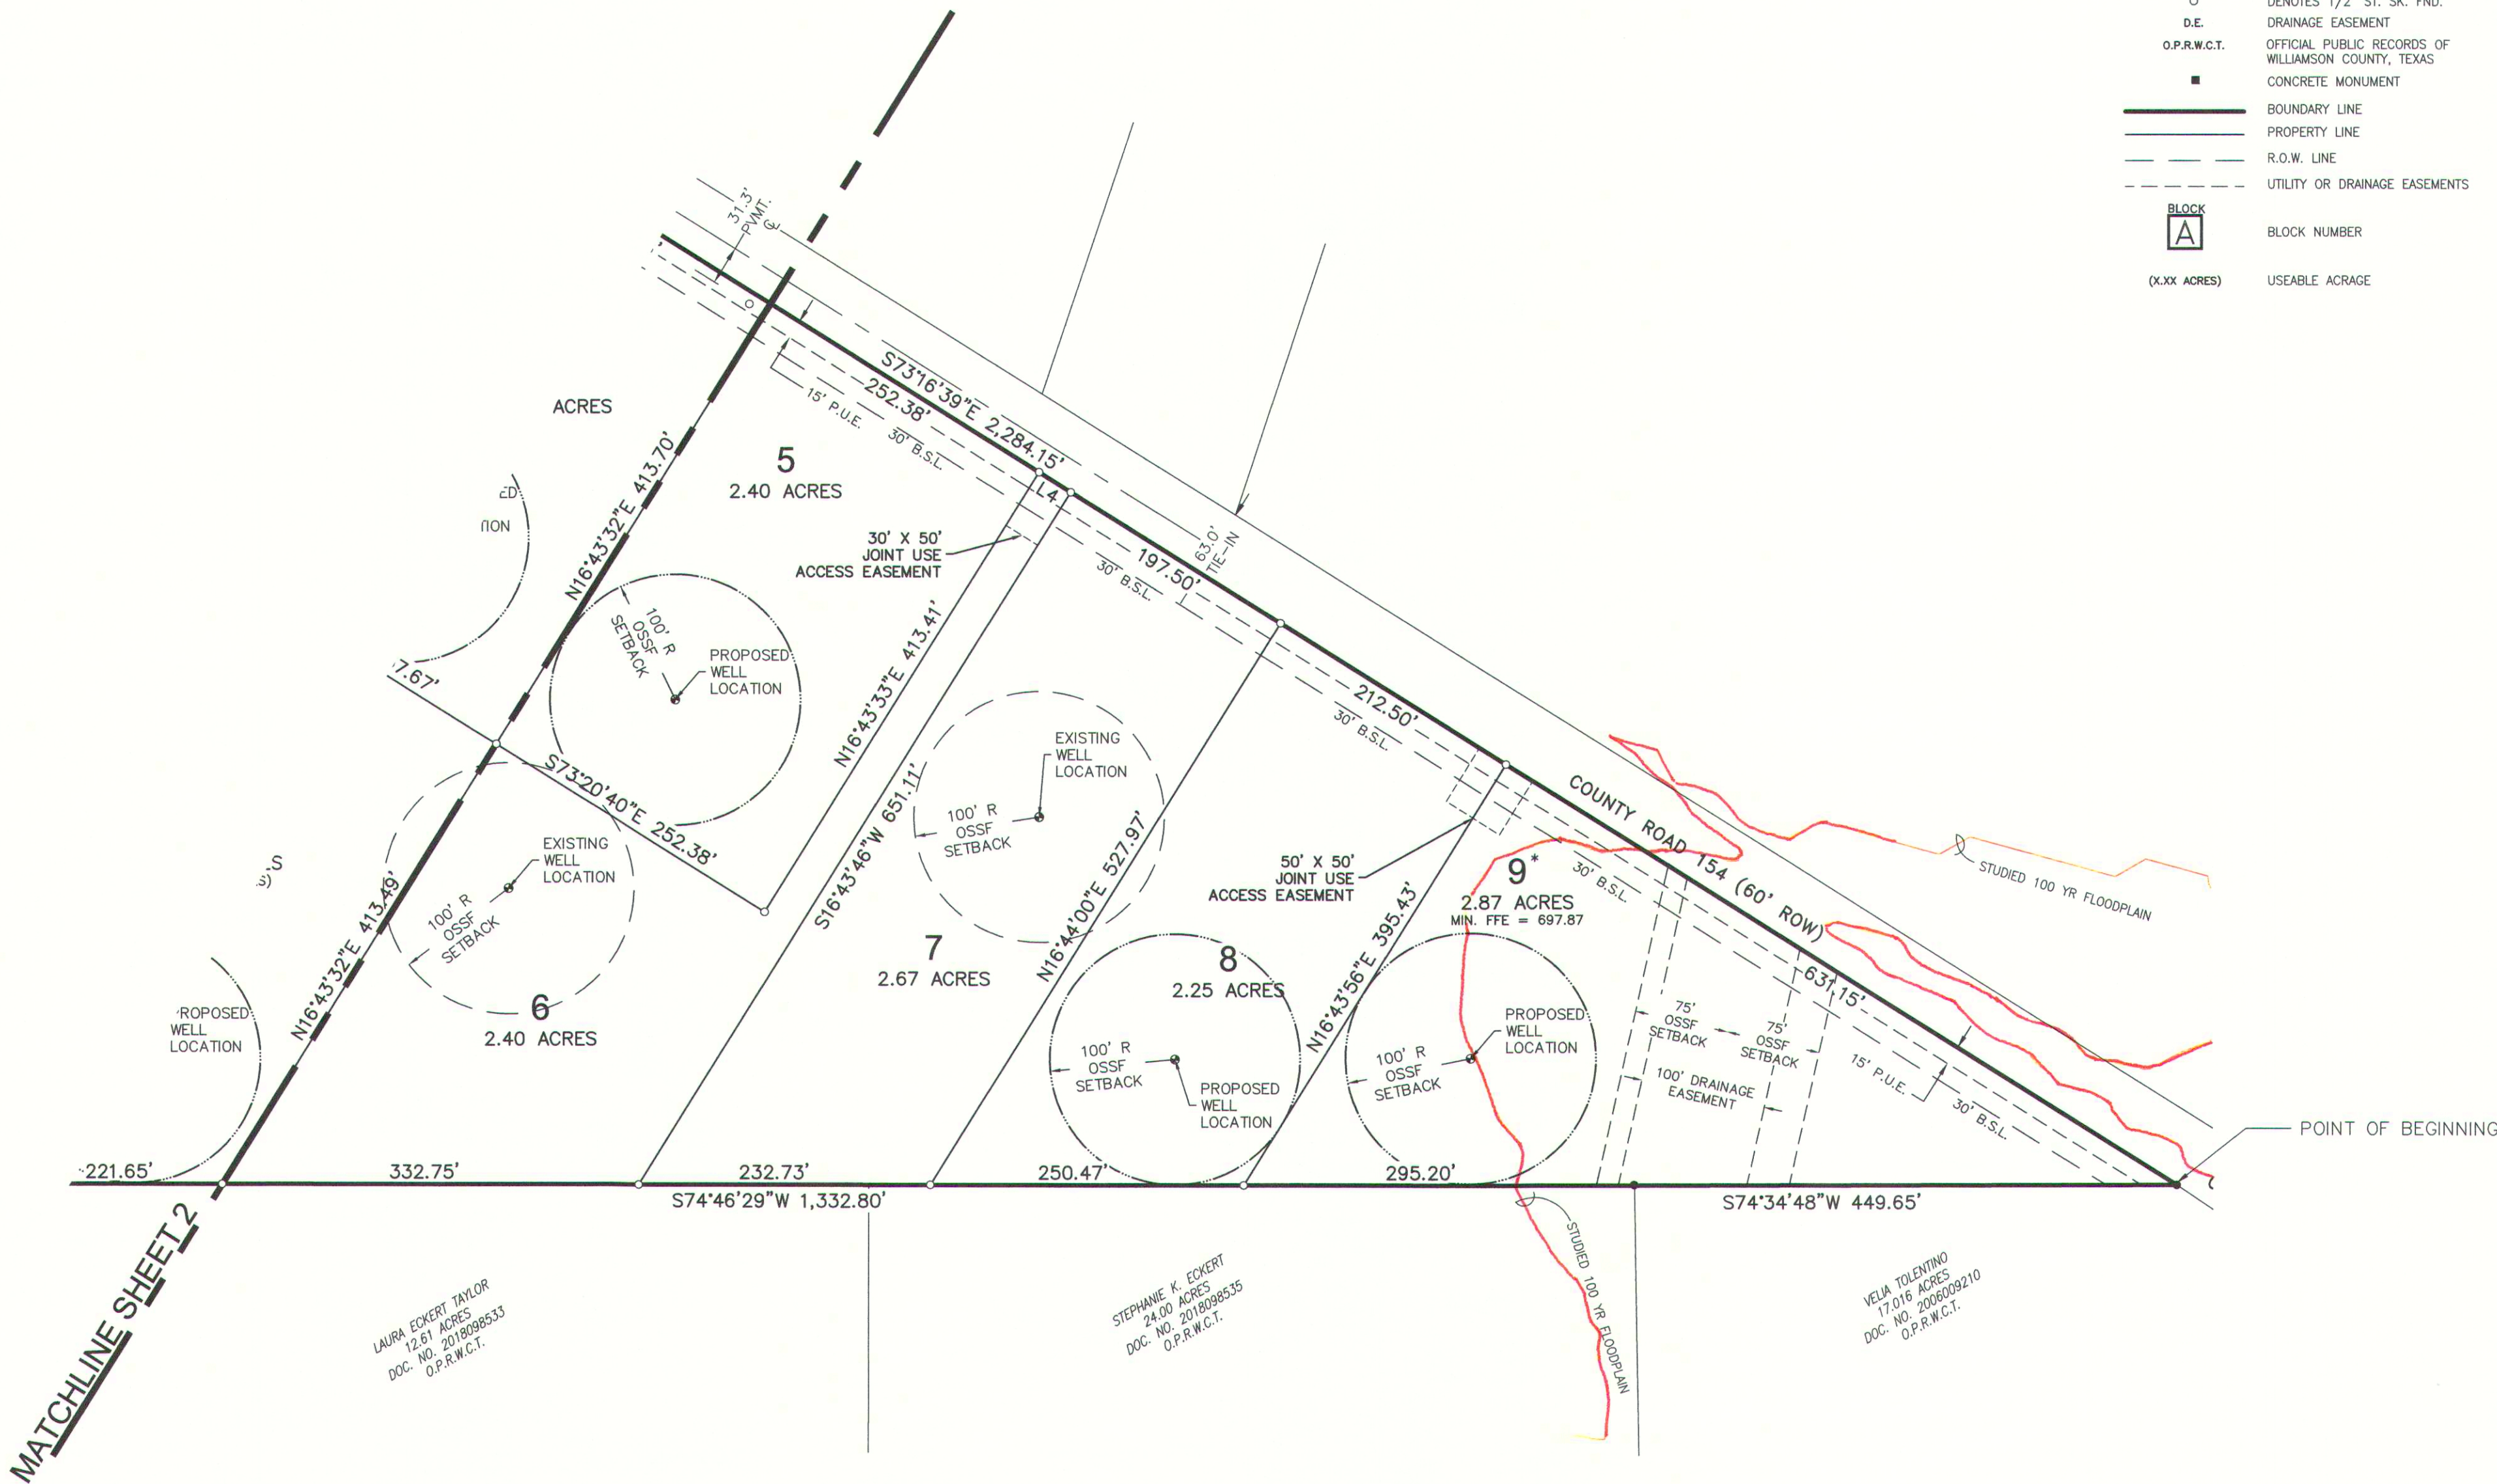 DENOTES 1/2" ST. SK. FND.
D.E. DRAINAGE EASEMENT
O.P.R.W.C.T. OFFICIAL PUBLIC RECORDS OF
WILLIAMSON COUNTY, TEXAS
CONCRETE MONUMENT
BOUNDARY LINE
PROPERTY LINE
R.O.W. LINE
UTILITY OR DRAINAGE EASEMENTS
BLOCK
A BLOCK NUMBER
(X.XX ACRES) USEABLE ACRAGE
31.3'
PVMT.
S73°16'39"E 2,284.15'
252.38'
15' P.U.E.
30' B.S.L.
ACRES
N16°43'32"E 413.70'
5
2.40 ACRES
L4
30' X 50'
JOINT USE
ACCESS EASEMENT
63.0'
TIE-IN
197.50'
30' B.S.L.
100' R
OSSF
SETBACK
PROPOSED
WELL
LOCATION
N16°43'33"E 413.41'
7.67'
S73°20'40"E 252.38'
S16°43'46"W 651.11'
EXISTING
WELL
LOCATION
100' R
OSSF
SETBACK
212.50'
30' B.S.L.
COUNTY ROAD 154 (60' ROW)
STUDIED 100 YR FLOODPLAIN
EXISTING
WELL
LOCATION
100' R
OSSF
SETBACK
N16°43'32"E 413.49'
6
2.40 ACRES
7
2.67 ACRES
N16°44'00"E 527.97'
50' X 50'
JOINT USE
ACCESS EASEMENT
8
2.25 ACRES
N16°43'56"E 395.43'
9*
2.87 ACRES
MIN. FFE = 697.87
30' B.S.L.
631.15'
ROPOSED
WELL
LOCATION
100' R
OSSF
SETBACK
PROPOSED
WELL
LOCATION
100' R
OSSF
SETBACK
PROPOSED
WELL
LOCATION
75'
OSSF
SETBACK
75'
OSSF
SETBACK
100' DRAINAGE
EASEMENT
15' P.U.E.
30' B.S.L.
POINT OF BEGINNING
221.65'
332.75'
232.73'
250.47'
295.20'
S74°46'29"W 1,332.80'
S74°34'48"W 449.65'
MATCHLINE SHEET 2
STUDIED 100 YR FLOODPLAIN
LAURA ECKERT TAYLOR
12.61 ACRES
DOC. NO. 2018098533
O.P.R.W.C.T.
STEPHANIE K. ECKERT
24.00 ACRES
DOC. NO. 2018098535
O.P.R.W.C.T.
VELIA TOLENTINO
17.016 ACRES
DOC. NO. 2006009210
O.P.R.W.C.T.